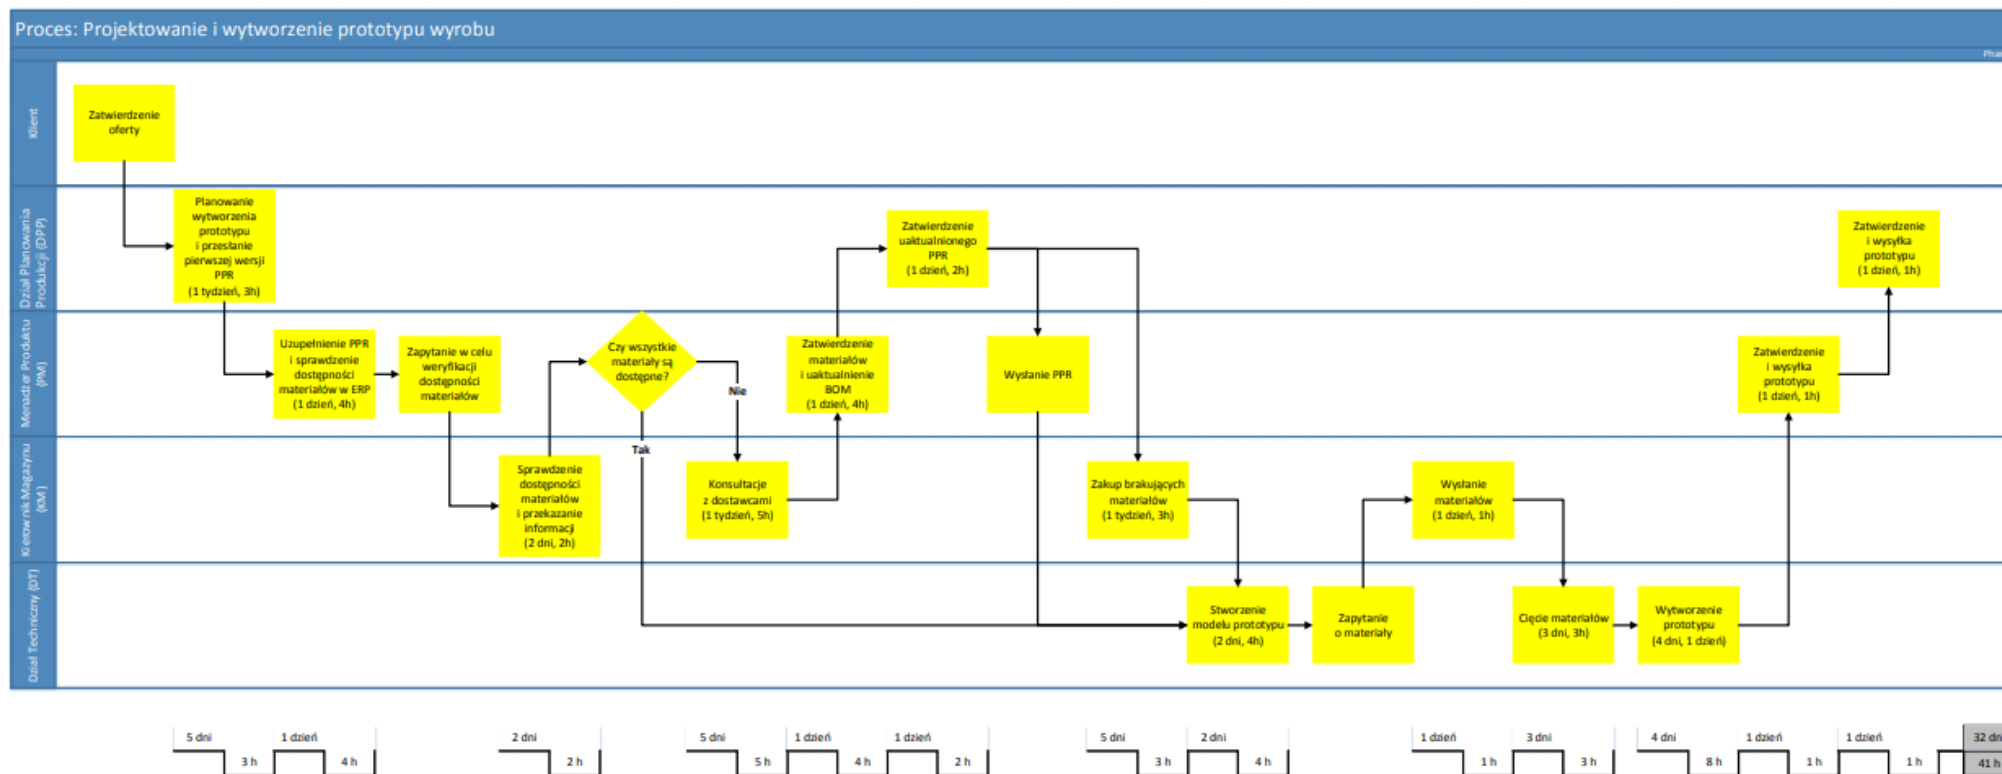 Proces: Projektowanie i wytworzenie prototypu wyrobu
Klient
Zatwierdzenie
oferty
Dział Planowania
Produkcji (DPP)
Planowanie
wytworzenia
prototypu
i przesłanie
pierwszej wersji
PPR
(1 tydzień, 3h)
Zatwierdzenie
uaktualnionego
PPR
(1 dzień, 2h)
Zatwierdzenie
i wysyłka
prototypu
(1 dzień, 1h)
Menadżer Produktu
(PM)
Uzupełnienie PPR
i sprawdzenie
dostępności
materiałów w ERP
(1 dzień, 4h)
Zapytanie w celu
weryfikacji
dostępności
materiałów
Czy wszystkie
materiały są
dostępne?
Nie
Tak
Zatwierdzenie
materiałów
i uaktualnienie
BOM
(1 dzień, 4h)
Wysłanie PPR
Zatwierdzenie
i wysyłka
prototypu
(1 dzień, 1h)
Kierownik Magazynu
(KM)
Sprawdzenie
dostępności
materiałów
i przekazanie
informacji
(2 dni, 2h)
Konsultacje
z dostawcami
(1 tydzień, 5h)
Zakup brakujących
materiałów
(1 tydzień, 3h)
Wysłanie
materiałów
(1 dzień, 1h)
Dział Techniczny (DT)
Stworzenie
modelu prototypu
(2 dni, 4h)
Zapytanie
o materiały
Cięcie materiałów
(3 dni, 3h)
Wytworzenie
prototypu
(4 dni, 1 dzień)
5 dni 1 dzień 2 dni 5 dni 1 dzień 1 dzień 5 dni 2 dni 1 dzień 3 dni 4 dni 1 dzień 1 dzień 32 dn
3 h 4 h 2 h 5 h 4 h 2 h 3 h 4 h 1 h 3 h 8 h 1 h 1 h 41 h